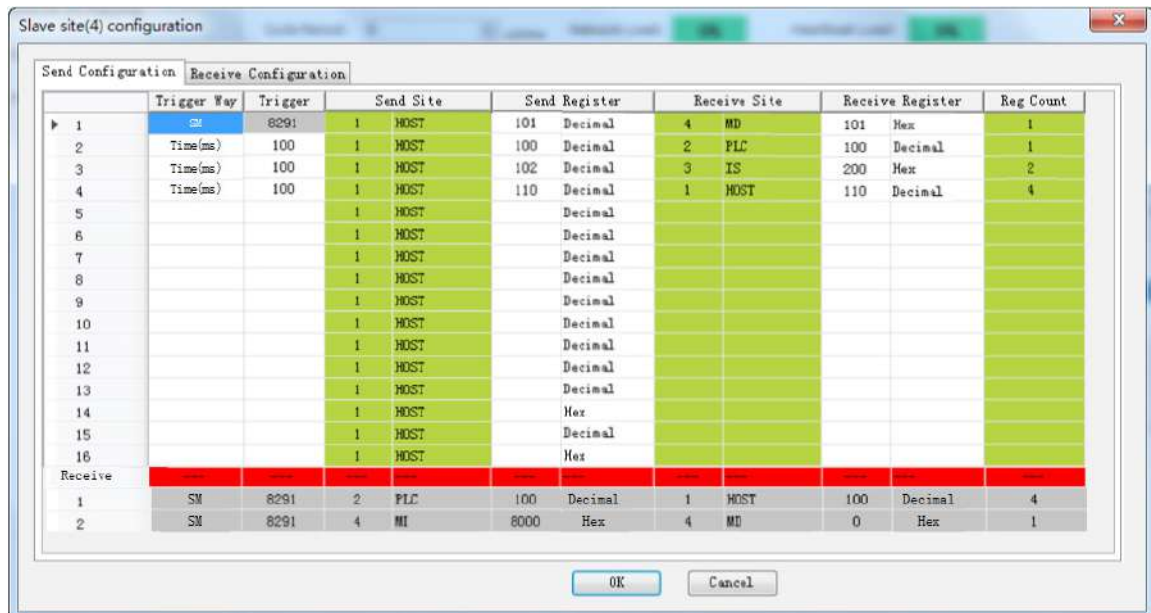 Slave site(4) configuration
Send Configuration Receive Configuration
Trigger Way Trigger Send Site Send Register Receive Site Receive Register Reg Count
1 SM 8291 1 HOST 101 Decimal 4 MD 101 Hex 1
2 Time(ms) 100 1 HOST 100 Decimal 2 PLC 100 Decimal 1
3 Time(ms) 100 1 HOST 102 Decimal 3 IS 200 Hex 2
4 Time(ms) 100 1 HOST 110 Decimal 1 HOST 110 Decimal 4
5 1 HOST Decimal
6 1 HOST Decimal
7 1 HOST Decimal
8 1 HOST Decimal
9 1 HOST Decimal
10 1 HOST Decimal
11 1 HOST Decimal
12 1 HOST Decimal
13 1 HOST Decimal
14 1 HOST Hex
15 1 HOST Decimal
16 1 HOST Hex
Receive --- --- --- --- --- --- --- --- --- --- ---
1 SM 8291 2 PLC 100 Decimal 1 HOST 100 Decimal 4
2 SM 8291 4 MI 8000 Hex 4 MD 0 Hex 1
OK Cancel